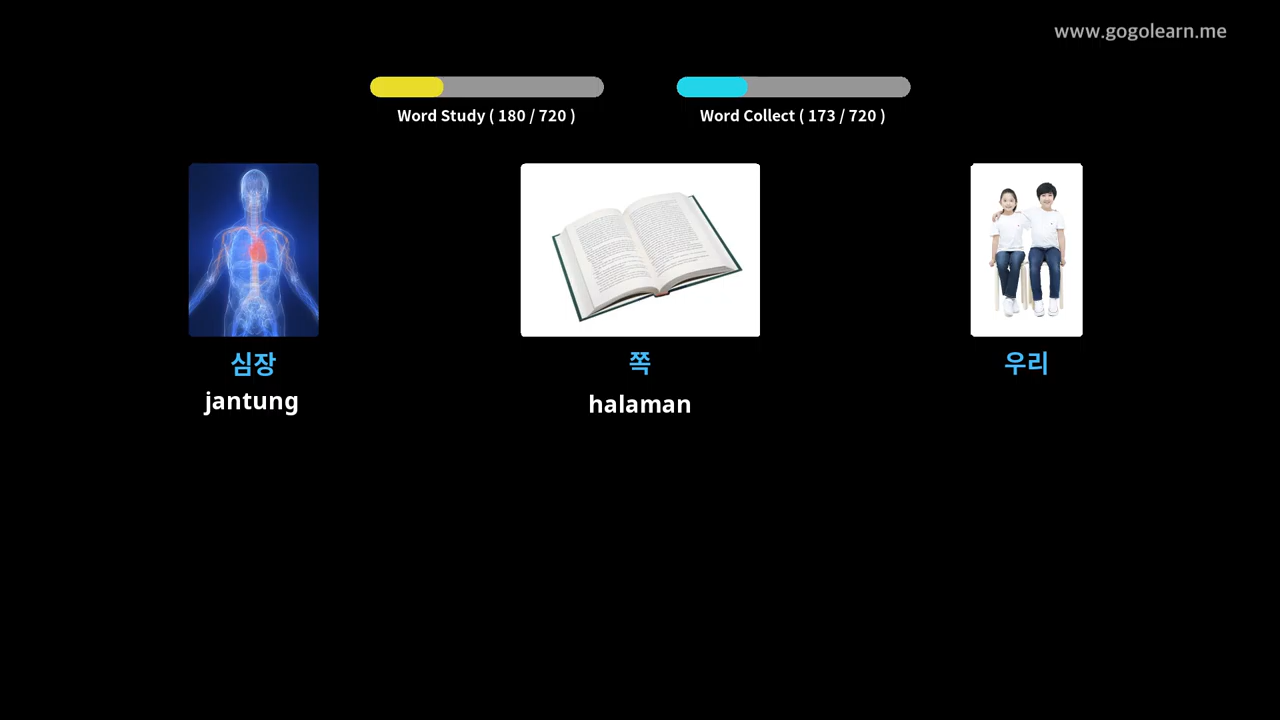 www.gogolearn.me
Word Study ( 180 / 720 )
Word Collect ( 173 / 720 )
심장
jantung
쪽
halaman
우리